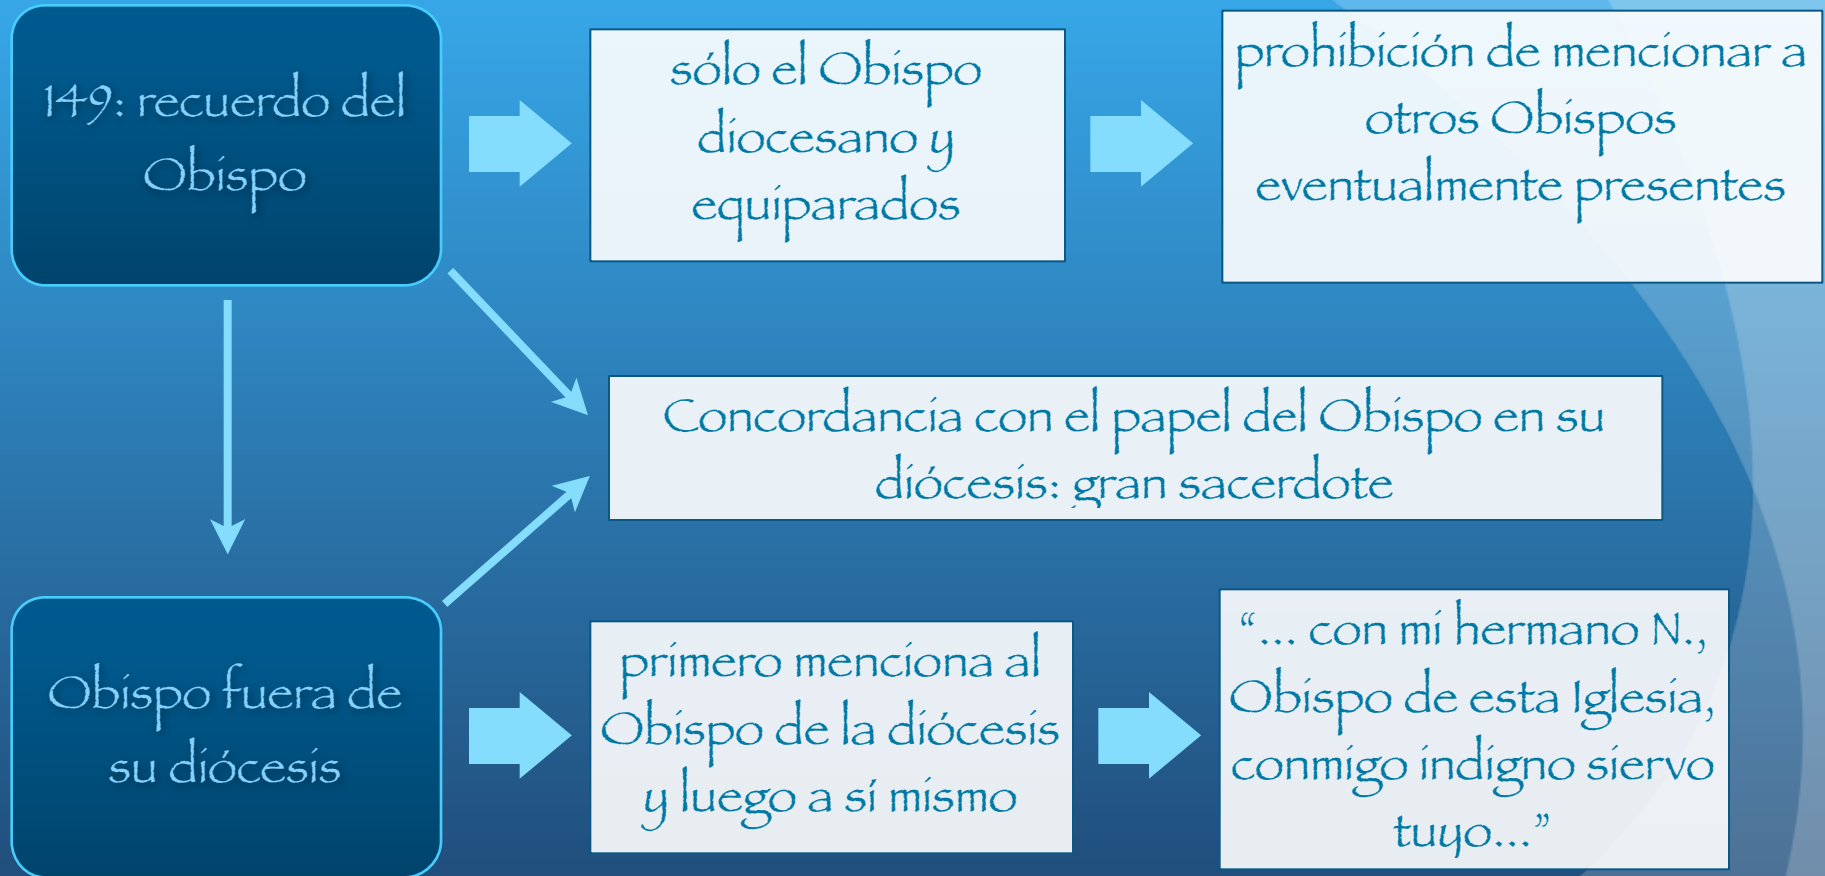 149: recuerdo del
Obispo
sólo el Obispo
diocesano y
equiparados
prohibición de mencionar a
otros Obispos
eventualmente presentes
Concordancia con el papel del Obispo en su
diócesis: gran sacerdote
Obispo fuera de
su diócesis
primero menciona al
Obispo de la diócesis
y luego a sí mismo
“... con mi hermano N.,
Obispo de esta Iglesia,
conmigo indigno siervo
tuyo...”